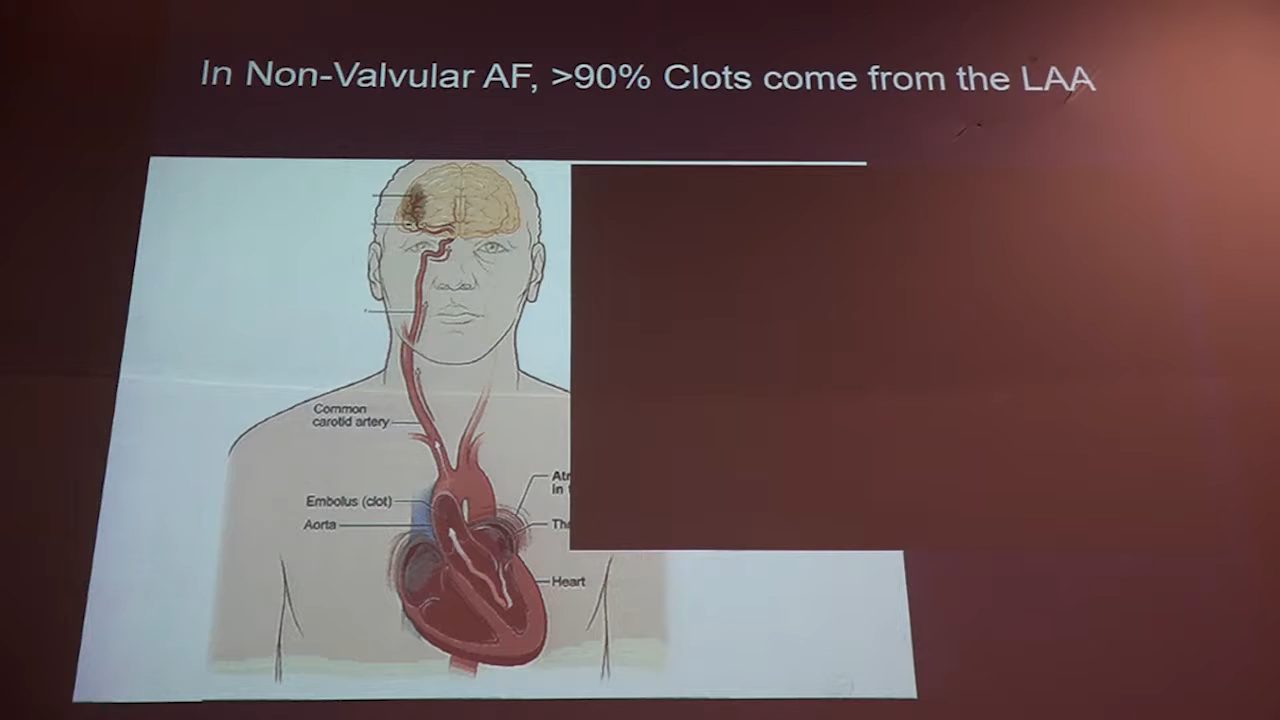 In Non-Valvular AF, >90% Clots come from the LAA
Common
carotid artery
Embolus (clot)
Aorta
Heart